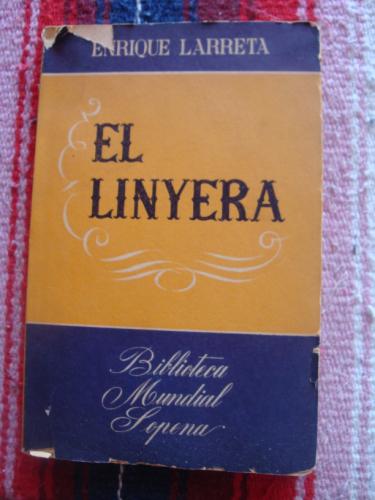 ENRIQUE LARRETA
EL
LINYERA
Biblioteca
Mundial
Sopena